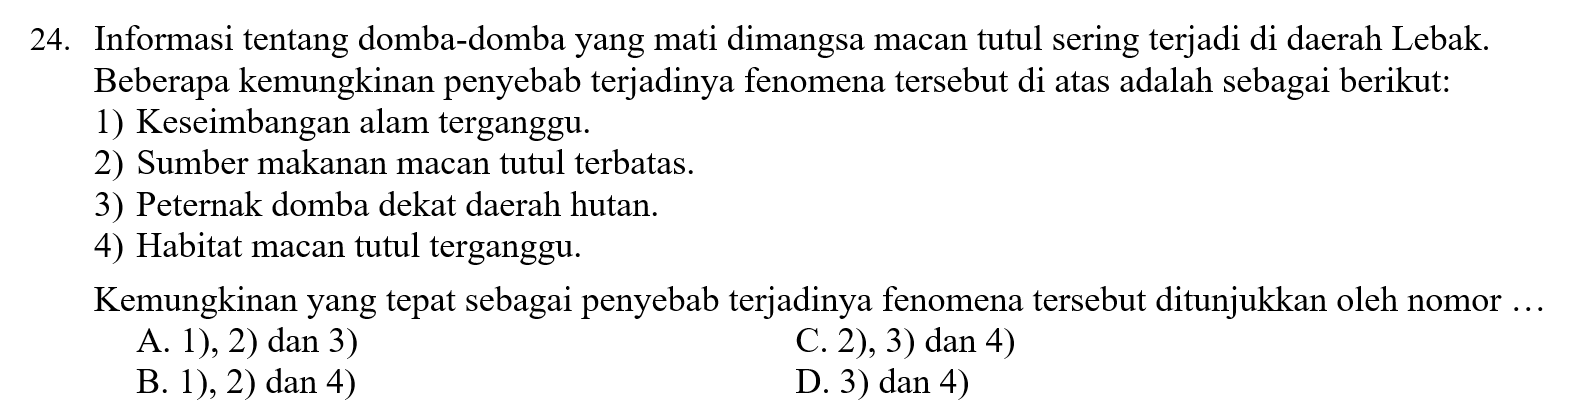 24. Informasi tentang domba-domba yang mati dimangsa macan tutul sering terjadi di daerah Lebak.
Beberapa kemungkinan penyebab terjadinya fenomena tersebut di atas adalah sebagai berikut:
1) Keseimbangan alam terganggu.
2) Sumber makanan macan tutul terbatas.
3) Peternak domba dekat daerah hutan.
4) Habitat macan tutul terganggu.
Kemungkinan yang tepat sebagai penyebab terjadinya fenomena tersebut ditunjukkan oleh nomor …
A. 1), 2) dan 3) C. 2), 3) dan 4)
B. 1), 2) dan 4) D. 3) dan 4)